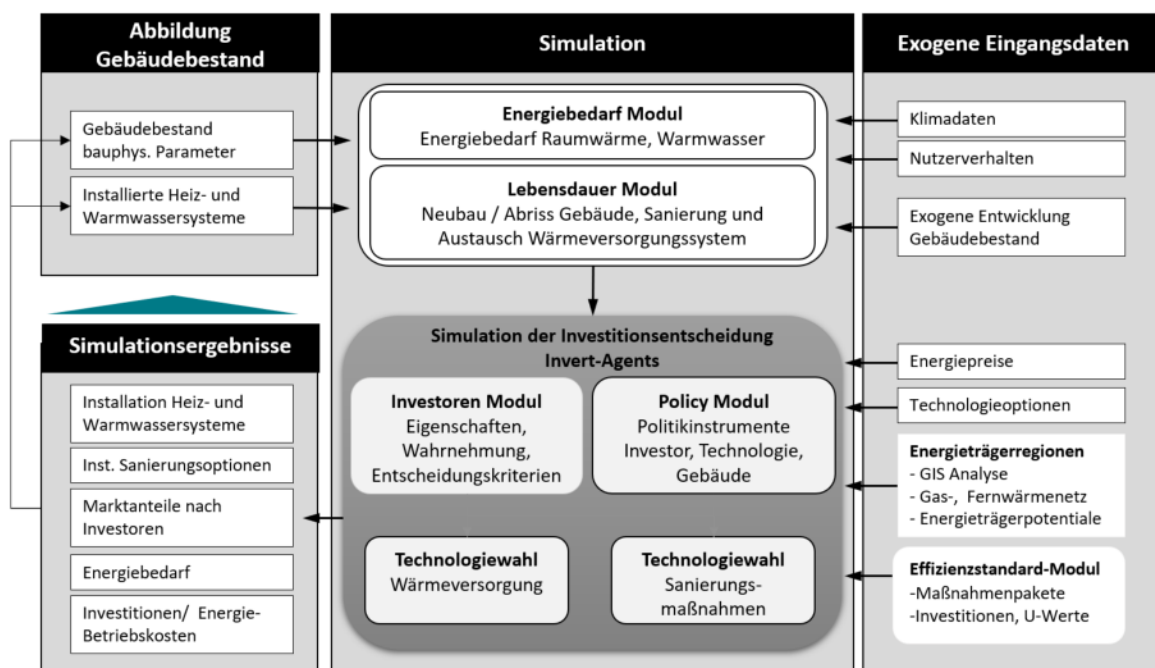 Abbildung
Gebäudebestand
Gebäudebestand
bauphys. Parameter
Installierte Heiz- und
Warmwassersysteme
Simulationsergebnisse
Installation Heiz- und
Warmwassersysteme
Inst. Sanierungsoptionen
Marktanteile nach
Investoren
Energiebedarf
Investitionen/ Energie-
Betriebskosten
Simulation
Energiebedarf Modul
Energiebedarf Raumwärme, Warmwasser
Lebensdauer Modul
Neubau / Abriss Gebäude, Sanierung und
Austausch Wärmeversorgungssystem
Simulation der Investitionsentscheidung
Invert-Agents
Investoren Modul
Eigenschaften,
Wahrnehmung,
Entscheidungskriterien
Policy Modul
Politikinstrumente
Investor, Technologie,
Gebäude
Technologiewahl
Wärmeversorgung
Technologiewahl
Sanierungs-
maßnahmen
Exogene Eingangsdaten
Klimadaten
Nutzerverhalten
Exogene Entwicklung
Gebäudebestand
Energiepreise
Technologieoptionen
Energieträgerregionen
- GIS Analyse
- Gas-, Fernwärmenetz
- Energieträgerpotentiale
Effizienzstandard-Modul
-Maßnahmenpakete
-Investitionen, U-Werte